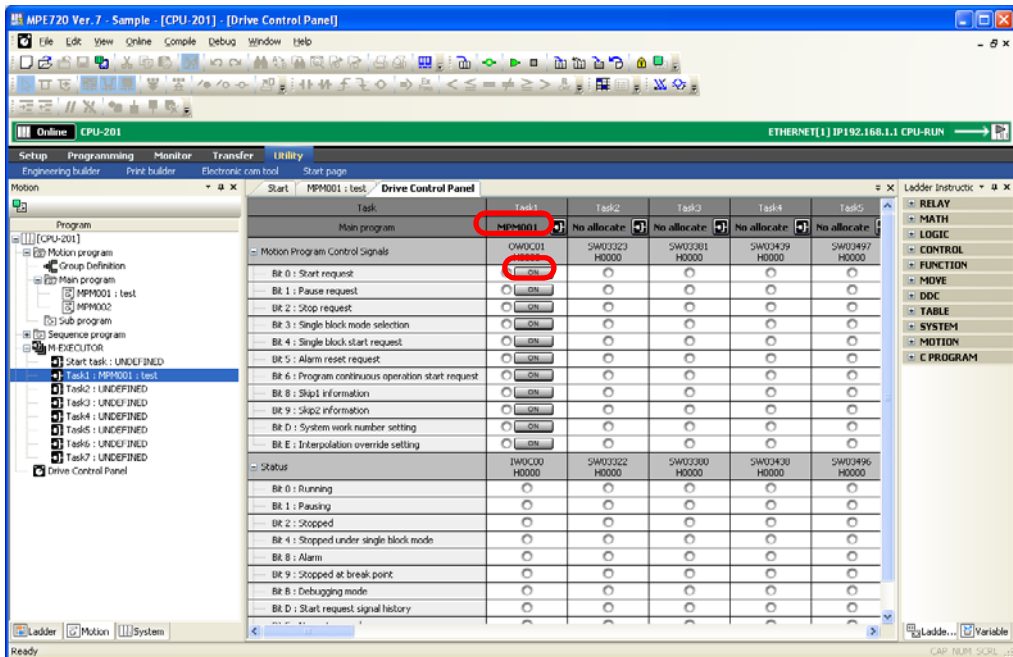 MPE720 Ver. 7 - Sample - [CPU-201] - [Drive Control Panel]
File Edit View Online Compile Debug Window Help
Online CPU-201 ETHERNET[1] IP192.168.1.1 CPU-RUN
Setup Programming Monitor Transfer Utility
Engineering builder Print builder Electronic cam tool Start page
Motion
Program
[CPU-201]
Motion program
Group Definition
Main program
MPM001 : test
MPM002
Sub program
Sequence program
M-EXECUTOR
Start task : UNDEFINED
Task1 : MPM001 : test
Task2 : UNDEFINED
Task3 : UNDEFINED
Task4 : UNDEFINED
Task5 : UNDEFINED
Task6 : UNDEFINED
Task7 : UNDEFINED
Drive Control Panel
Ladder Motion System
Start MPM001 : test Drive Control Panel
Task Task1 Task2 Task3 Task4 Task5
Main program MPM001 No allocate No allocate No allocate No allocate
Motion Program Control Signals OW0C01 H0000 SW03323 H0000 SW03381 H0000 SW03439 H0000 SW03497 H0000
Bit 0 : Start request ON
Bit 1 : Pause request ON
Bit 2 : Stop request ON
Bit 3 : Single block mode selection ON
Bit 4 : Single block start request ON
Bit 5 : Alarm reset request ON
Bit 6 : Program continuous operation start request ON
Bit 8 : Skip1 information ON
Bit 9 : Skip2 information ON
Bit D : System work number setting ON
Bit E : Interpolation override setting ON
Status IW0C00 H0000 SW03322 H0000 SW03380 H0000 SW03438 H0000 SW03496 H0000
Bit 0 : Running
Bit 1 : Pausing
Bit 2 : Stopped
Bit 4 : Stopped under single block mode
Bit 8 : Alarm
Bit 9 : Stopped at break point
Bit B : Debugging mode
Bit D : Start request signal history
Ladder Instructic
RELAY
MATH
LOGIC
CONTROL
FUNCTION
MOVE
DDC
TABLE
SYSTEM
MOTION
C PROGRAM
Ladde... Variable
Ready CAP NUM SCRL